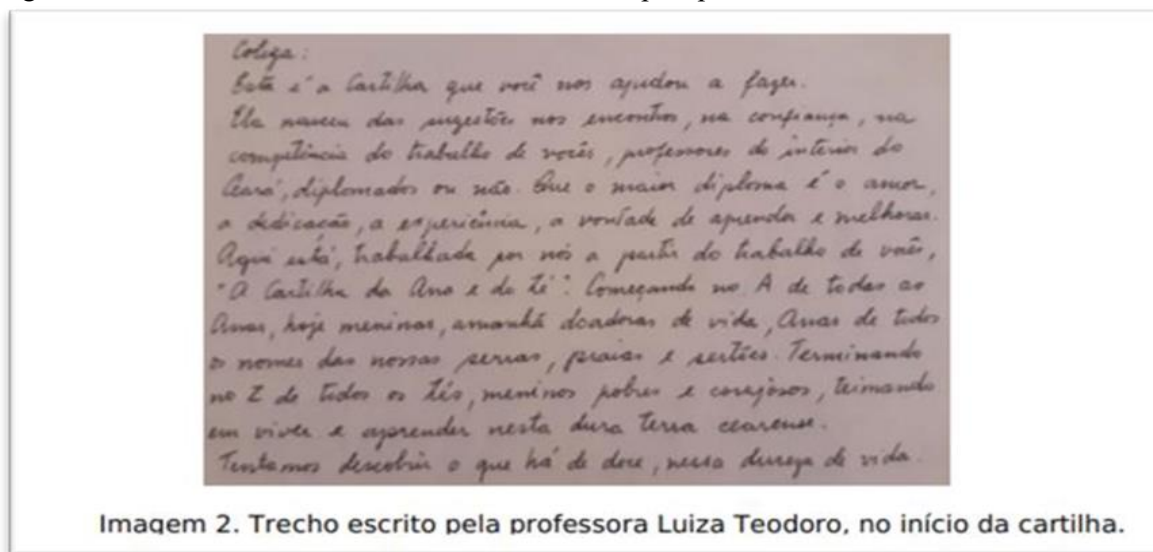 Colega:
Esta é a Cartilha que você nos ajudou a fazer.
Ela nasceu das sugestões nos encontros, na confiança, na
competência do trabalho de vocês, professores do interior do
Ceará, diplomados ou não. Que o maior diploma é o amor,
a dedicação, a experiência, a vontade de aprender e melhorar.
Aqui está, trabalhada por nós a partir do trabalho de vocês,
"A Cartilha da Ana e do Zé". Começando no A de todas as
Anas, hoje meninas, amanhã doadoras de vida, Anas de todos
os nomes das nossas serras, praias e sertões. Terminando
no Z de todos os Zés, meninos pobres e corajosos, teimando
em viver e aprender nesta dura terra cearense.
Tentamos descobrir o que há de doce, nessa dureza de vida.
Imagem 2. Trecho escrito pela professora Luiza Teodoro, no início da cartilha.